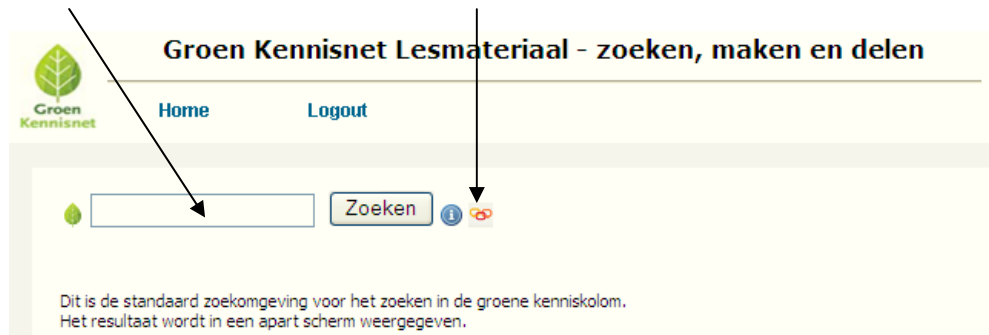 Groen Kennisnet Lesmateriaal - zoeken, maken en delen
Groen
Kennisnet
Home Logout
Zoeken
Dit is de standaard zoekomgeving voor het zoeken in de groene kenniskolom.
Het resultaat wordt in een apart scherm weergegeven.